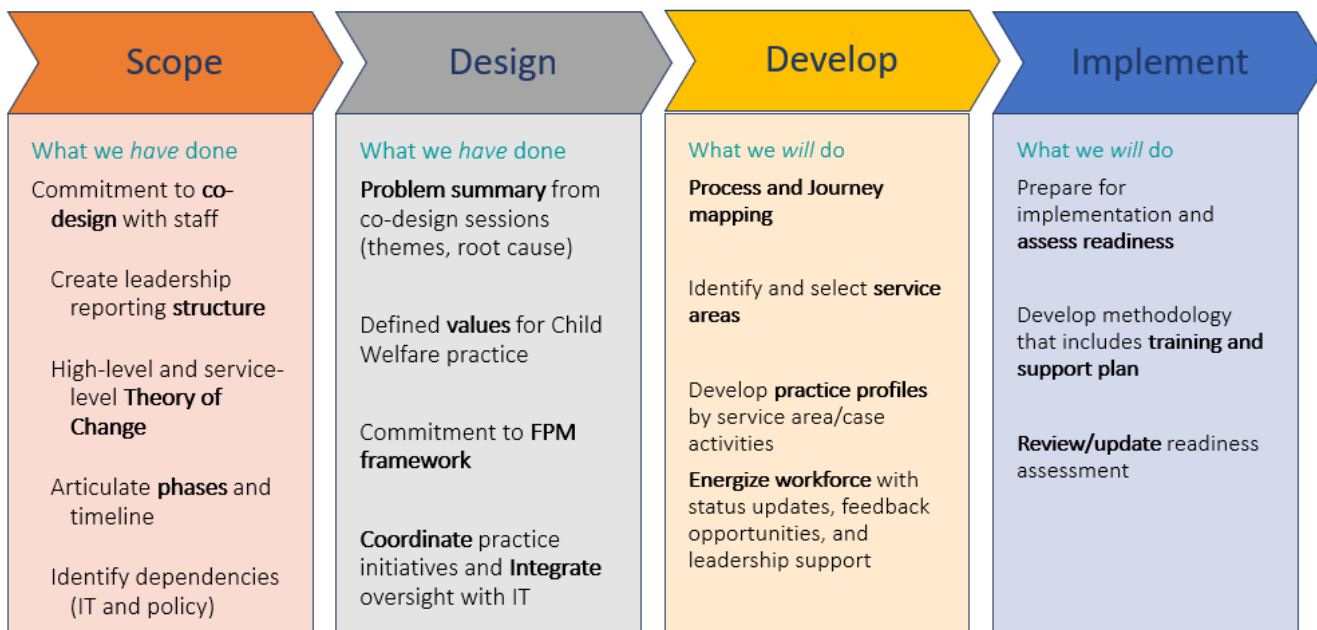 Scope
What we have done
Commitment to co-
design with staff
Create leadership
reporting structure
High-level and service-
level Theory of
Change
Articulate phases and
timeline
Identify dependencies
(IT and policy)
Design
What we have done
Problem summary from
co-design sessions
(themes, root cause)
Defined values for Child
Welfare practice
Commitment to FPM
framework
Coordinate practice
initiatives and Integrate
oversight with IT
Develop
What we will do
Process and Journey
mapping
Identify and select service
areas
Develop practice profiles
by service area/case
activities
Energize workforce with
status updates, feedback
opportunities, and
leadership support
Implement
What we will do
Prepare for
implementation and
assess readiness
Develop methodology
that includes training and
support plan
Review/update readiness
assessment